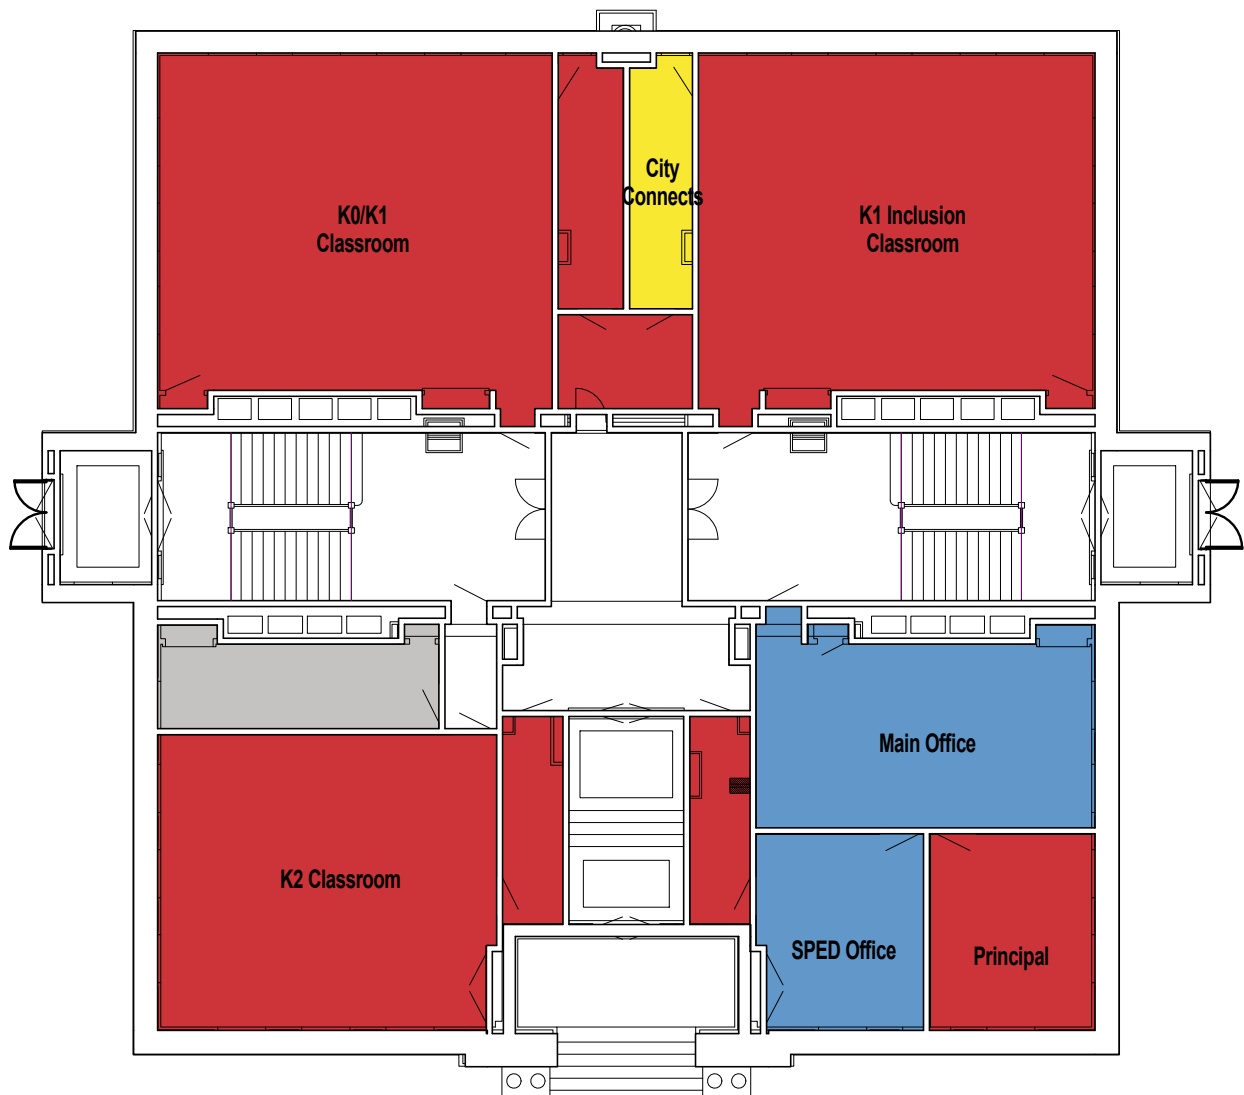 City
Connects
K0/K1
Classroom
K1 Inclusion
Classroom
Main Office
K2 Classroom
SPED Office
Principal